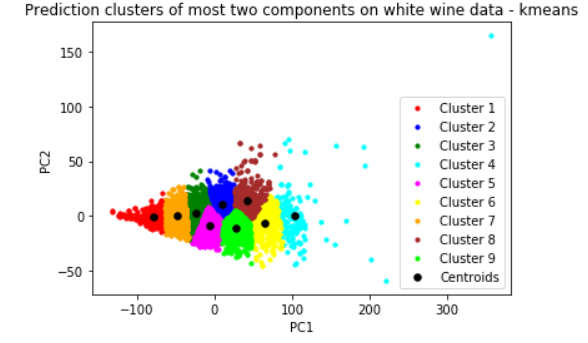 Prediction clusters of most two components on white wine data - kmeans
150
100
50
0
−50
PC2
−100
0
100
200
300
PC1
Cluster 1
Cluster 2
Cluster 3
Cluster 4
Cluster 5
Cluster 6
Cluster 7
Cluster 8
Cluster 9
Centroids